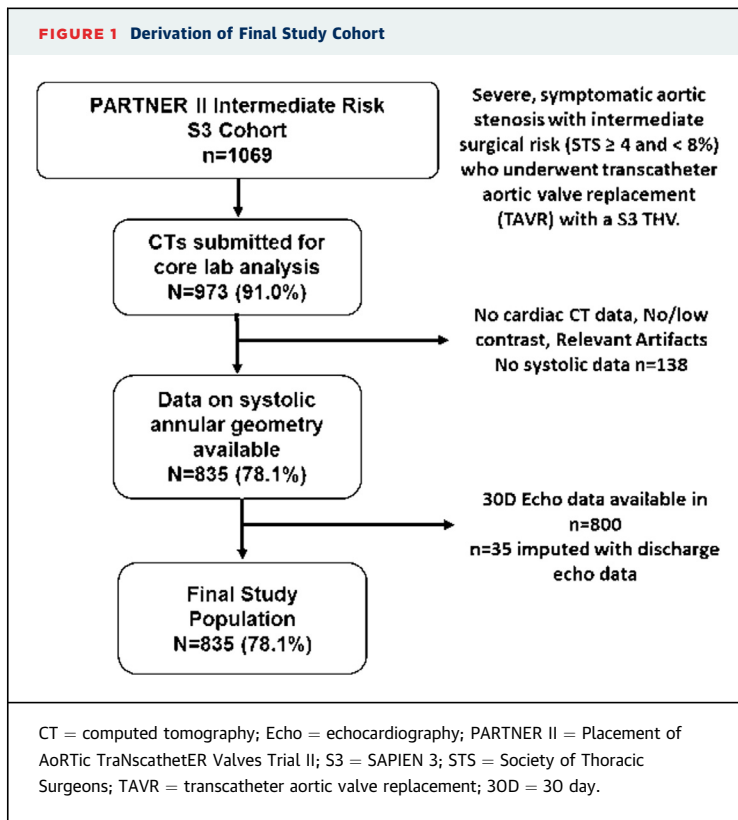 FIGURE 1 Derivation of Final Study Cohort
PARTNER II Intermediate Risk
S3 Cohort
n=1069
Severe, symptomatic aortic
stenosis with intermediate
surgical risk (STS ≥ 4 and < 8%)
who underwent transcatheter
aortic valve replacement
(TAVR) with a S3 THV.
CTs submitted for
core lab analysis
N=973 (91.0%)
No cardiac CT data, No/low
contrast, Relevant Artifacts
No systolic data n=138
Data on systolic
annular geometry
available
N=835 (78.1%)
30D Echo data available in
n=800
n=35 imputed with discharge
echo data
Final Study
Population
N=835 (78.1%)
CT = computed tomography; Echo = echocardiography; PARTNER II = Placement of
AoRTic TraNscathetER Valves Trial II; S3 = SAPIEN 3; STS = Society of Thoracic
Surgeons; TAVR = transcatheter aortic valve replacement; 30D = 30 day.